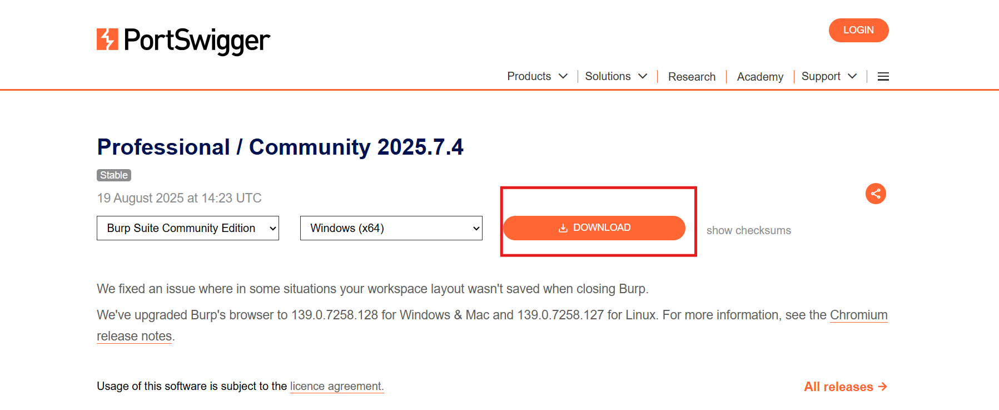 PortSwigger
LOGIN
Products
Solutions
Research
Academy
Support
Professional / Community 2025.7.4
Stable
19 August 2025 at 14:23 UTC
Burp Suite Community Edition
Windows (x64)
DOWNLOAD
show checksums
We fixed an issue where in some situations your workspace layout wasn't saved when closing Burp.
We've upgraded Burp's browser to 139.0.7258.128 for Windows & Mac and 139.0.7258.127 for Linux. For more information, see the Chromium
release notes.
Usage of this software is subject to the licence agreement.
All releases